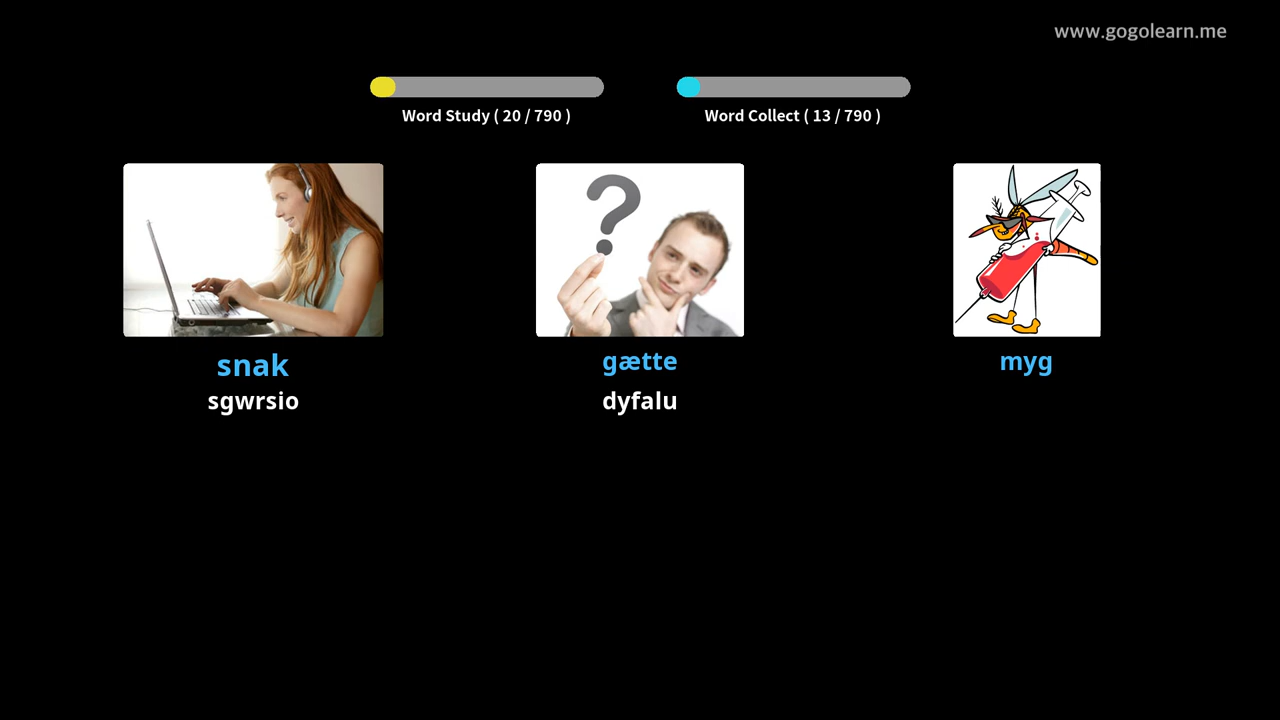 www.gogolearn.me
Word Study ( 20 / 790 )
Word Collect ( 13 / 790 )
snak
gætte
myg
sgwrsio
dyfalu